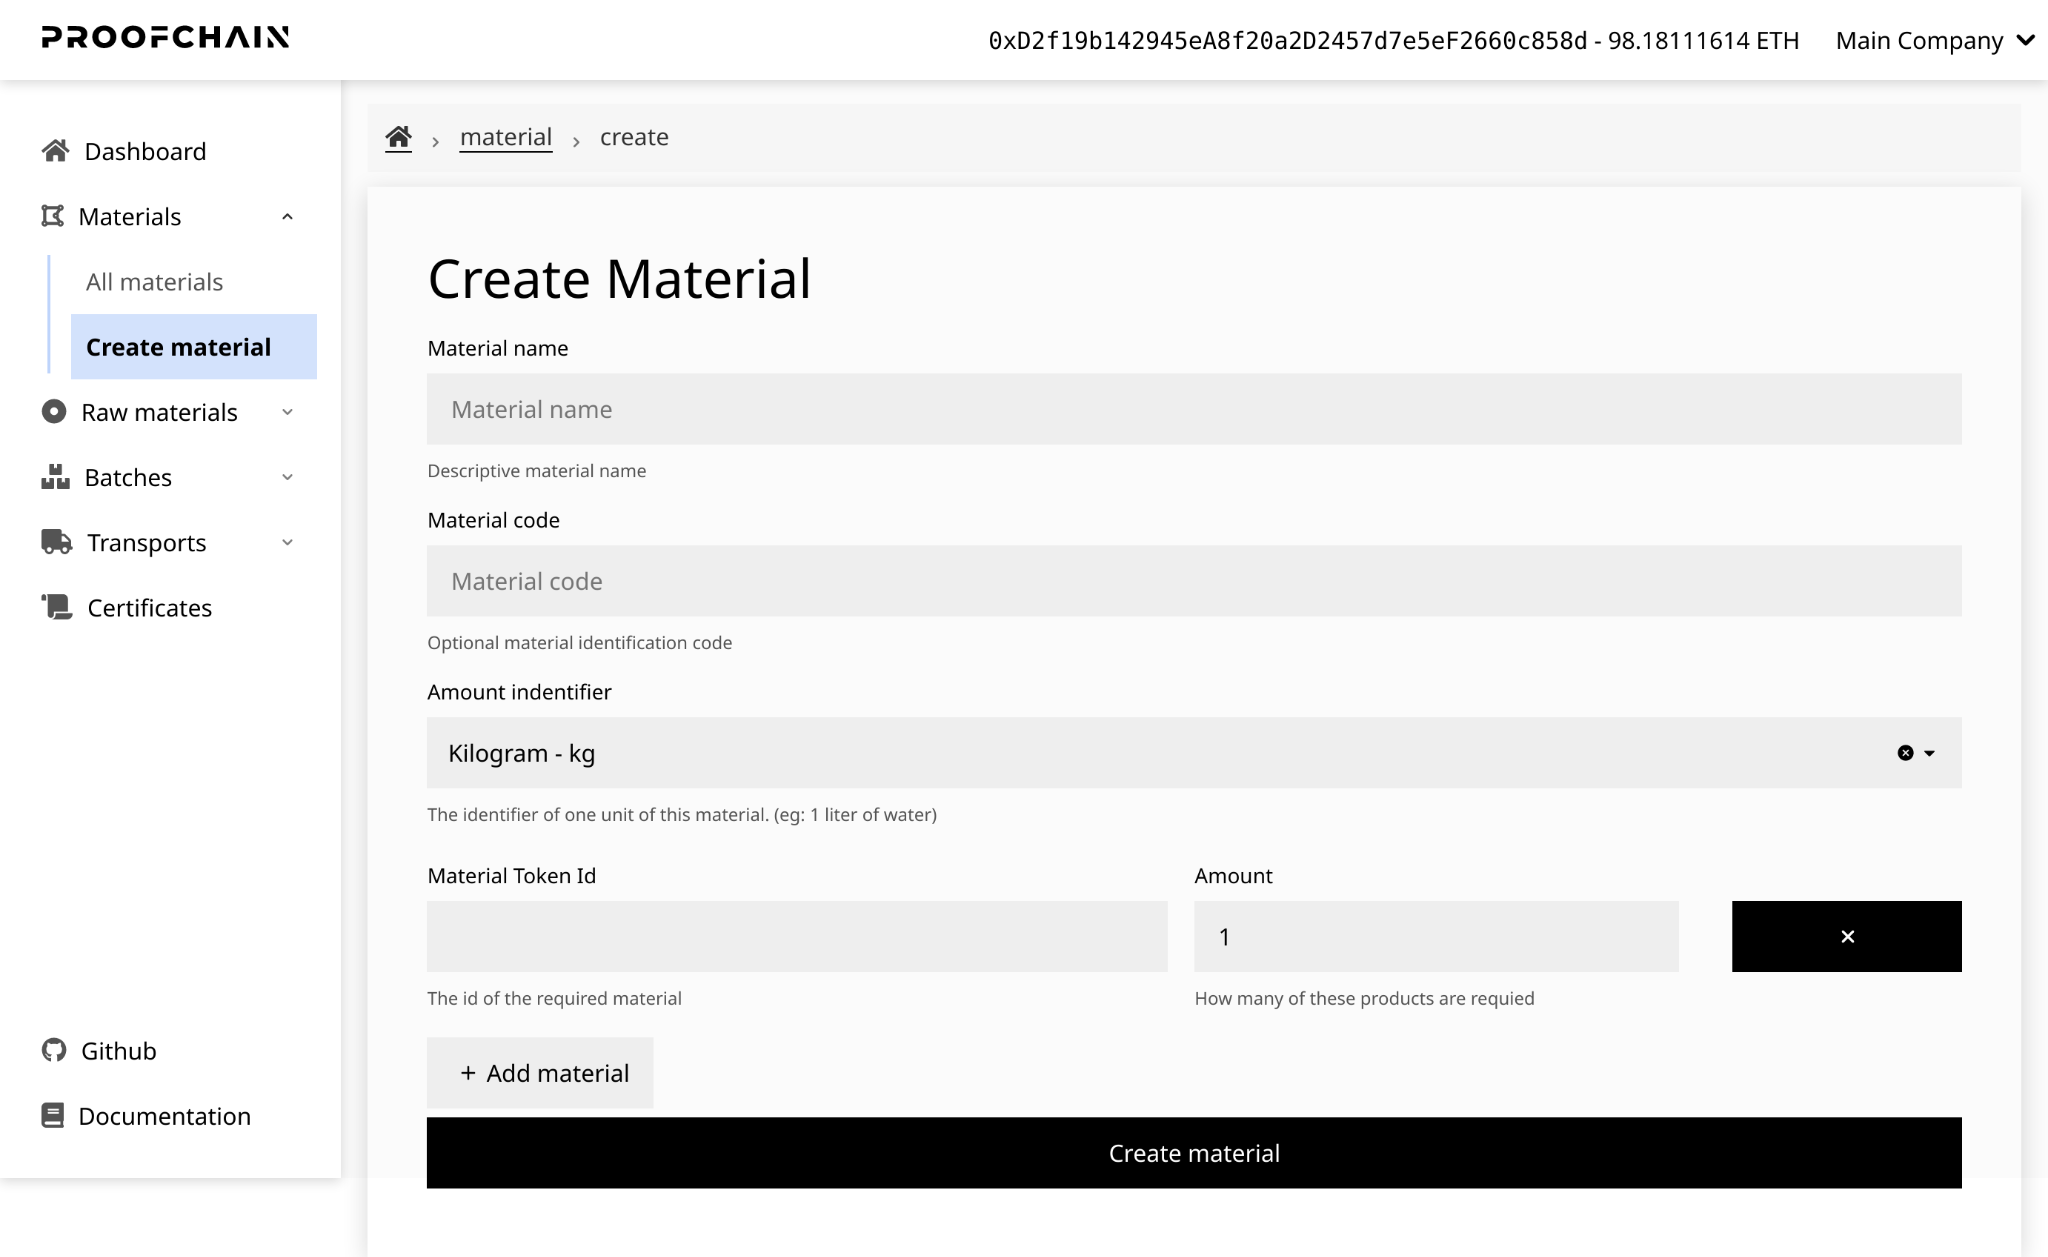 PROOFCHAIN
0xD2f19b142945eA8f20a2D2457d7e5eF2660c858d - 98.18111614 ETH
Main Company
Dashboard
Materials
All materials
Create material
Raw materials
Batches
Transports
Certificates
Github
Documentation
material
create
Create Material
Material name
Material name
Descriptive material name
Material code
Material code
Optional material identification code
Amount indentifier
Kilogram - kg
The identifier of one unit of this material. (eg: 1 liter of water)
Material Token Id
Amount
1
The id of the required material
How many of these products are requied
+ Add material
Create material